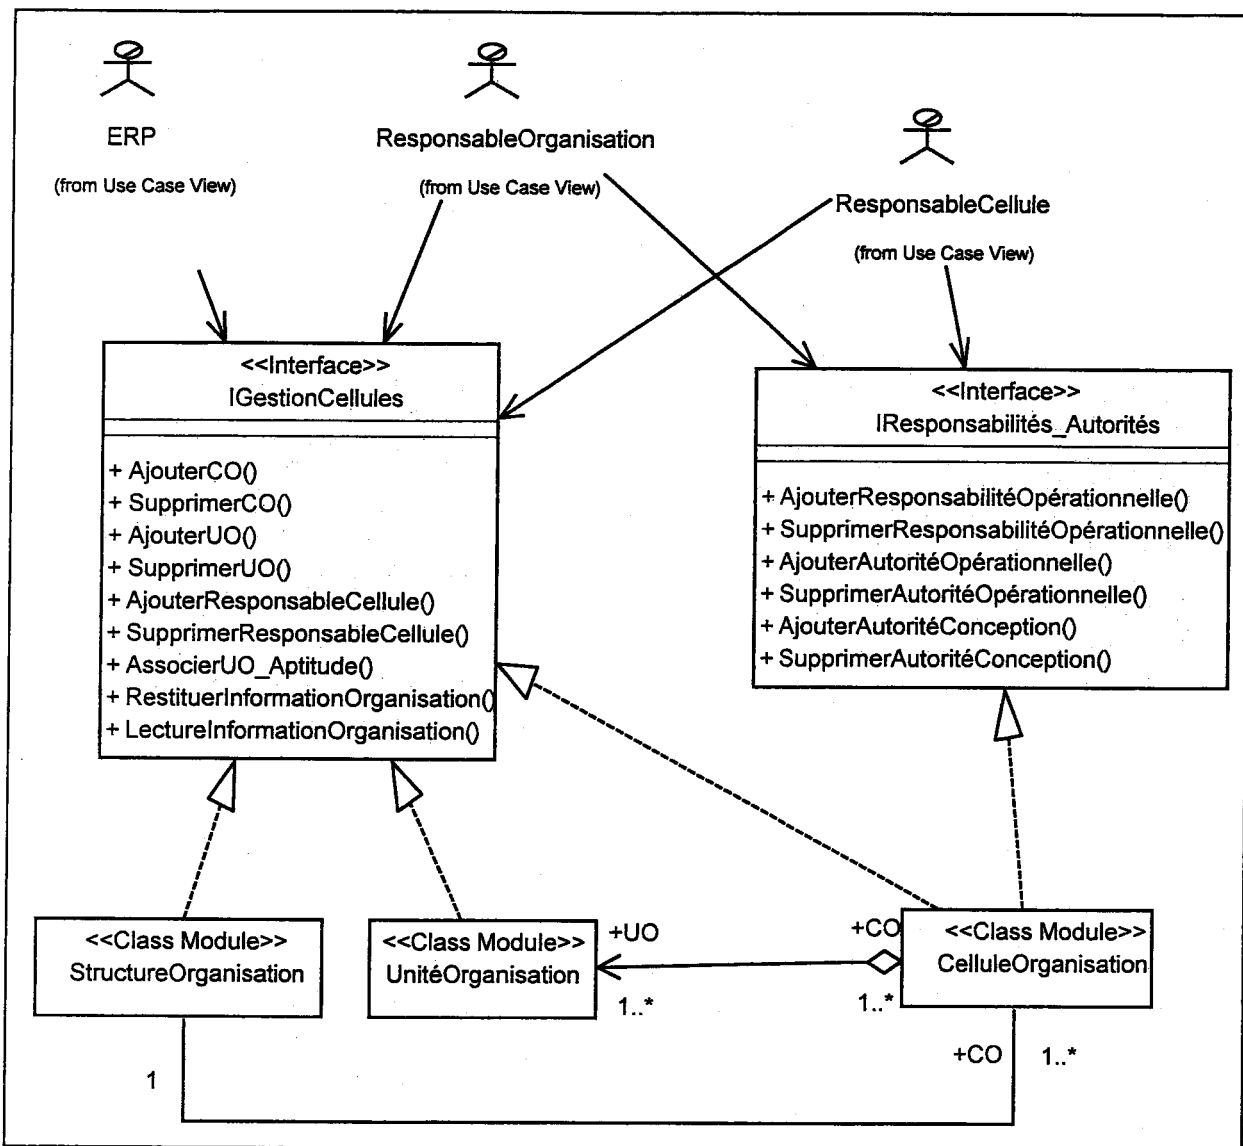 ERP
(from Use Case View)
ResponsableOrganisation
(from Use Case View)
ResponsableCellule
(from Use Case View)
<<Interface>>
IGestionCellules
+ AjouterCO()
+ SupprimerCO()
+ AjouterUO()
+ SupprimerUO()
+ AjouterResponsableCellule()
+ SupprimerResponsableCellule()
+ AssocierUO_Aptitude()
+ RestituerInformationOrganisation()
+ LectureInformationOrganisation()
<<Interface>>
IResponsabilités_Autorités
+ AjouterResponsabilitéOpérationnelle()
+ SupprimerResponsabilitéOpérationnelle()
+ AjouterAutoritéOpérationnelle()
+ SupprimerAutoritéOpérationnelle()
+ AjouterAutoritéConception()
+ SupprimerAutoritéConception()
<<Class Module>>
StructureOrganisation
<<Class Module>>
UnitéOrganisation
+UO
1..*
+CO
1..*
<<Class Module>>
CelluleOrganisation
1
+CO
1..*